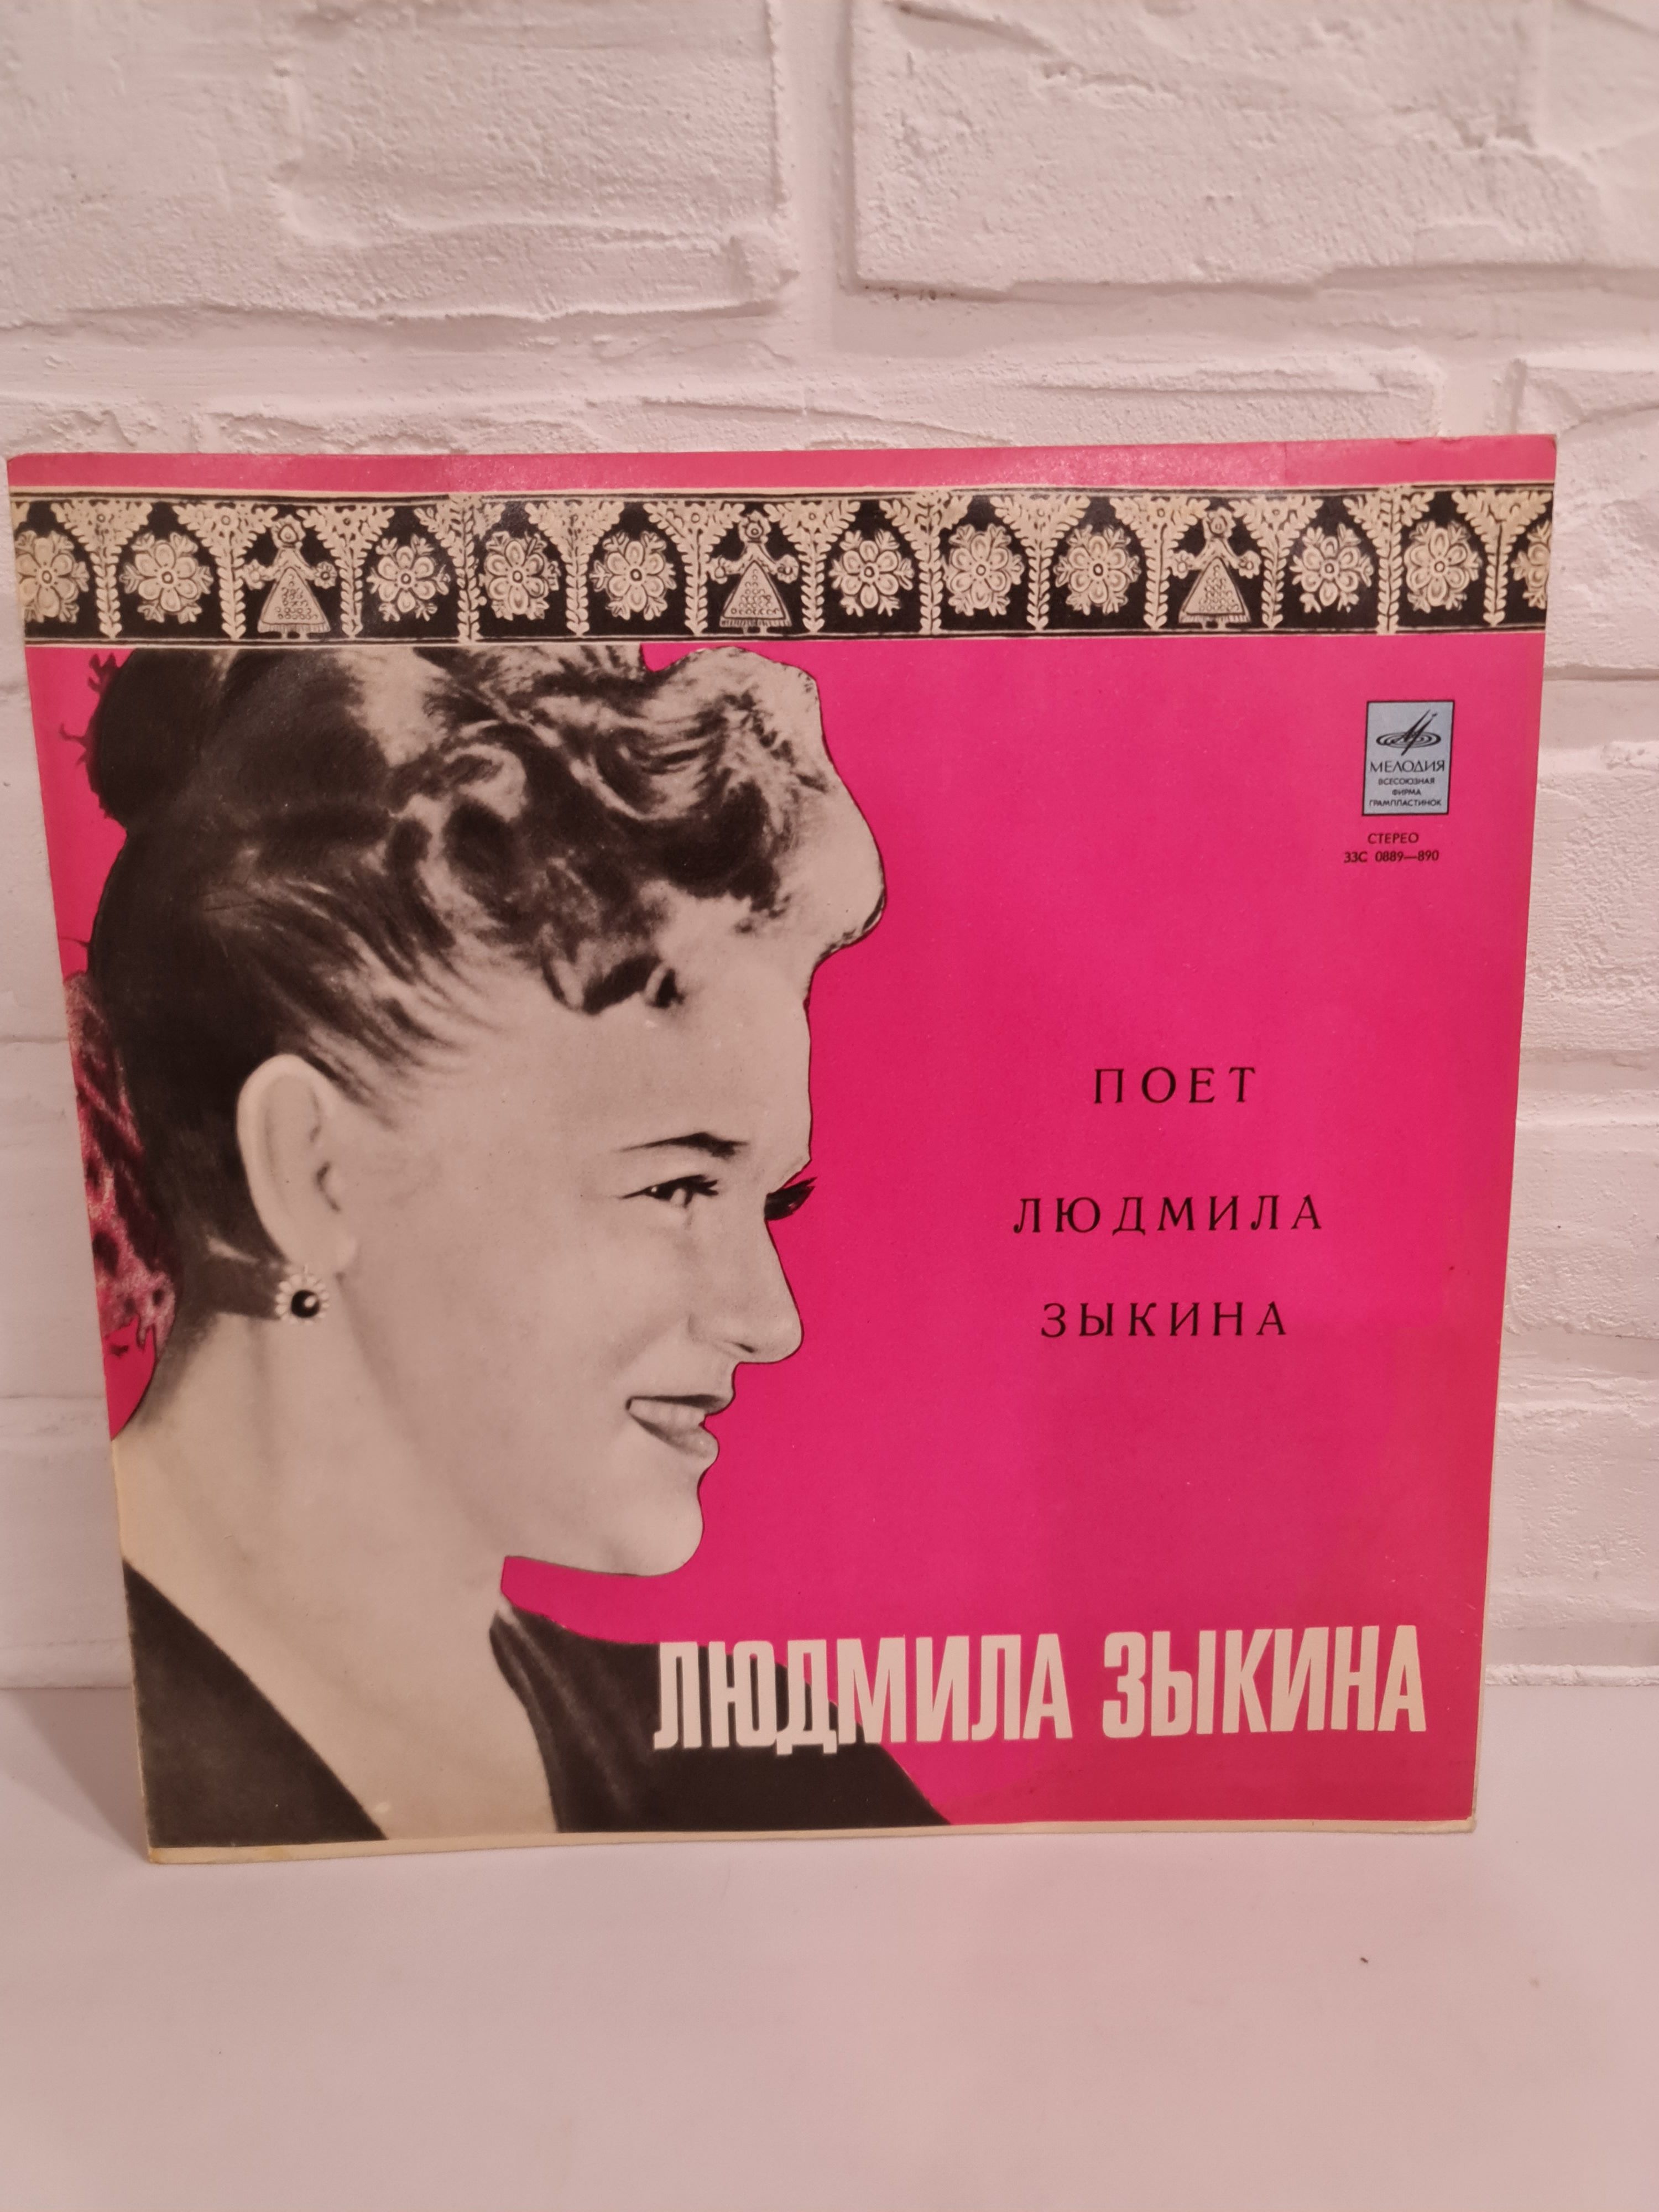 МЕЛОДИЯ
ВСЕСОЮЗНАЯ
ФИРМА
ГРАМПЛАСТИНОК
СТЕРЕО
33С 0889—890
ПОЕТ
ЛЮДМИЛА
ЗЫКИНА
ЛЮДМИЛА ЗЫКИНА